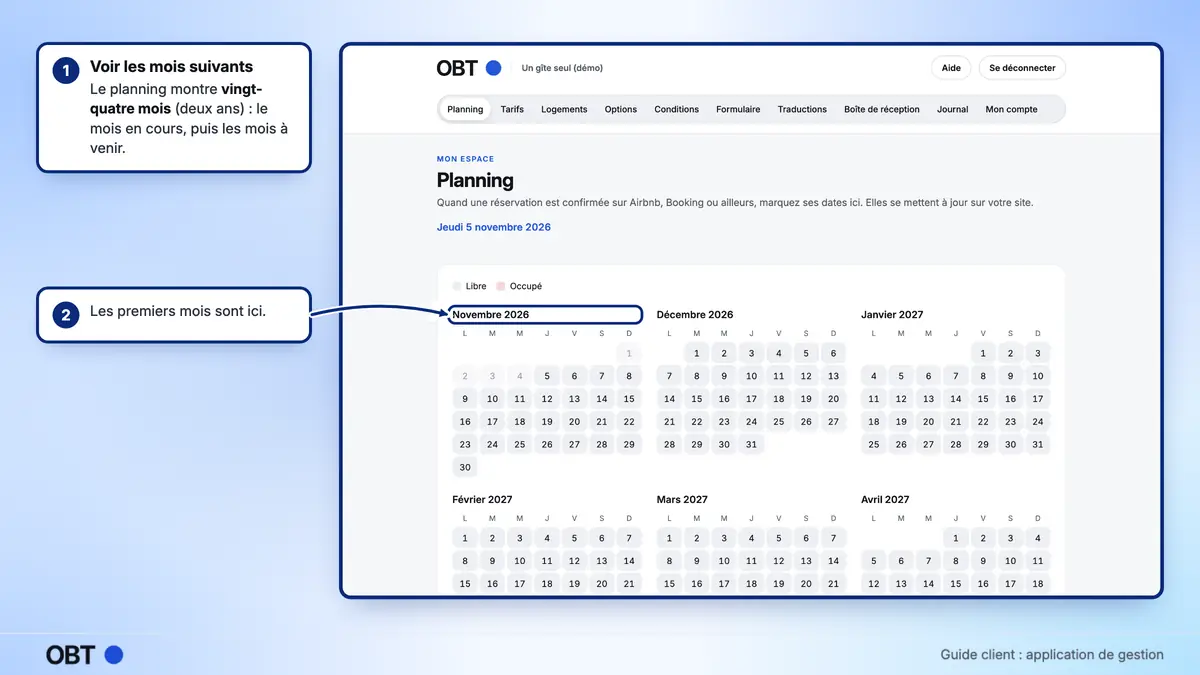 1
Voir les mois suivants
Le planning montre vingt-
quatre mois (deux ans) : le
mois en cours, puis les mois à
venir.
2
Les premiers mois sont ici.
OBT
Un gîte seul (démo)
Aide
Se déconnecter
Planning Tarifs Logements Options Conditions Formulaire Traductions Boîte de réception Journal Mon compte
MON ESPACE
Planning
Quand une réservation est confirmée sur Airbnb, Booking ou ailleurs, marquez ses dates ici. Elles se mettent à jour sur votre site.
Jeudi 5 novembre 2026
Libre Occupé
Novembre 2026
L M M J V S D
1
2 3 4 5 6 7 8
9 10 11 12 13 14 15
16 17 18 19 20 21 22
23 24 25 26 27 28 29
30
Décembre 2026
L M M J V S D
1 2 3 4 5 6
7 8 9 10 11 12 13
14 15 16 17 18 19 20
21 22 23 24 25 26 27
28 29 30 31
Janvier 2027
L M M J V S D
1 2 3
4 5 6 7 8 9 10
11 12 13 14 15 16 17
18 19 20 21 22 23 24
25 26 27 28 29 30 31
Février 2027
L M M J V S D
1 2 3 4 5 6 7
8 9 10 11 12 13 14
15 16 17 18 19 20 21
Mars 2027
L M M J V S D
1 2 3 4 5 6 7
8 9 10 11 12 13 14
15 16 17 18 19 20 21
Avril 2027
L M M J V S D
1 2 3 4
5 6 7 8 9 10 11
12 13 14 15 16 17 18
OBT
Guide client : application de gestion